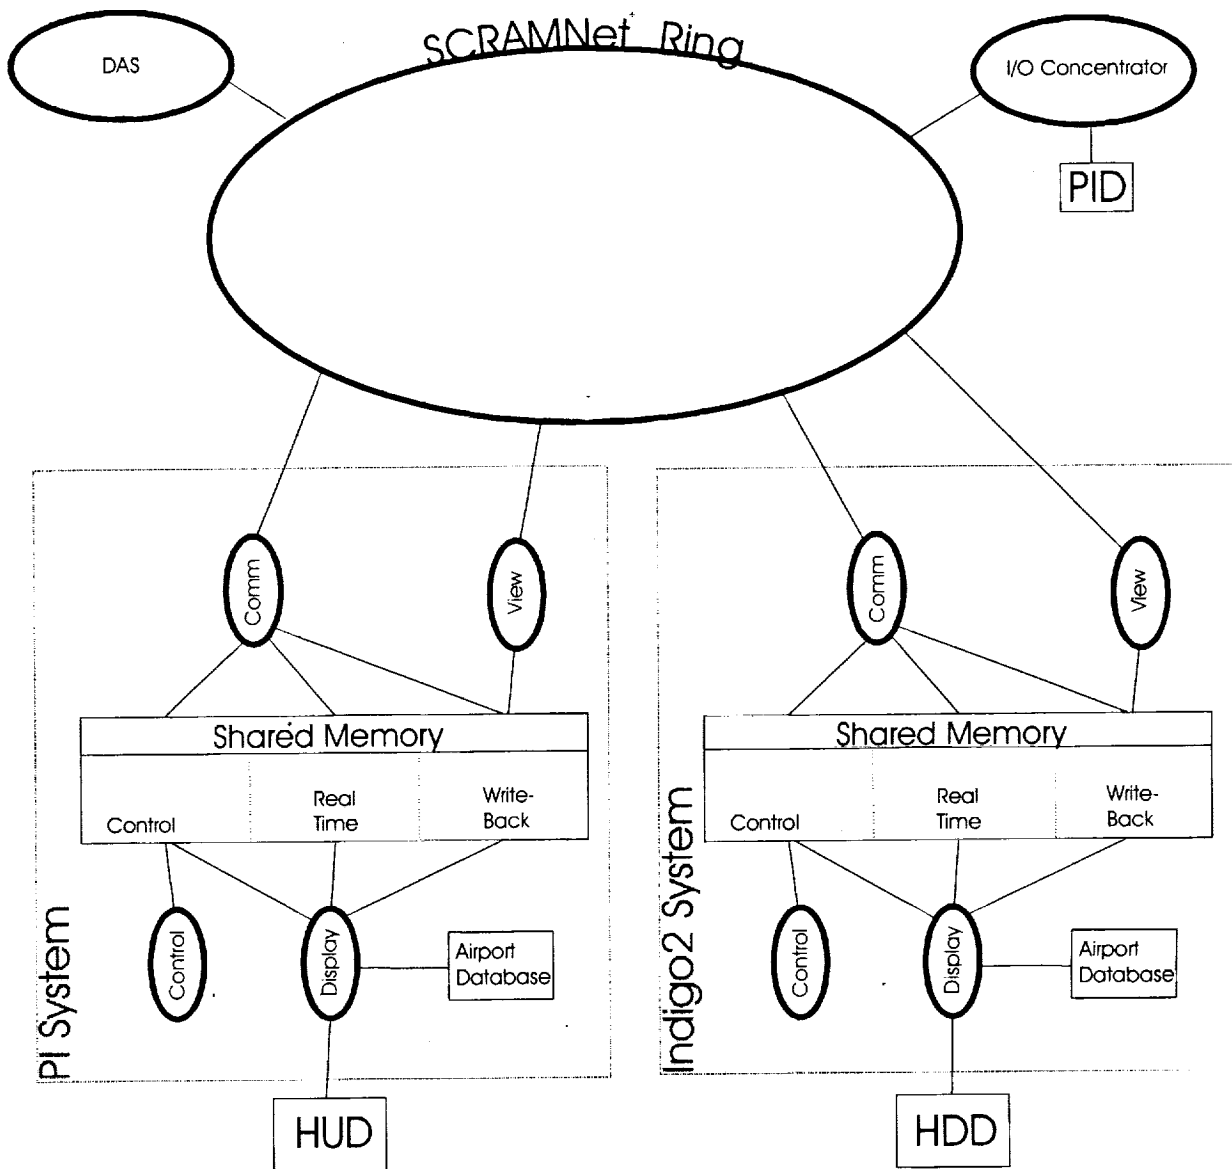 SCRAMNet+ Ring
DAS
I/O Concentrator
PID
Comm
View
Shared Memory
Control
Real
Time
Write-
Back
Control
Display
Airport
Database
PI System
HUD
Comm
View
Shared Memory
Control
Real
Time
Write-
Back
Control
Display
Airport
Database
Indigo2 System
HDD